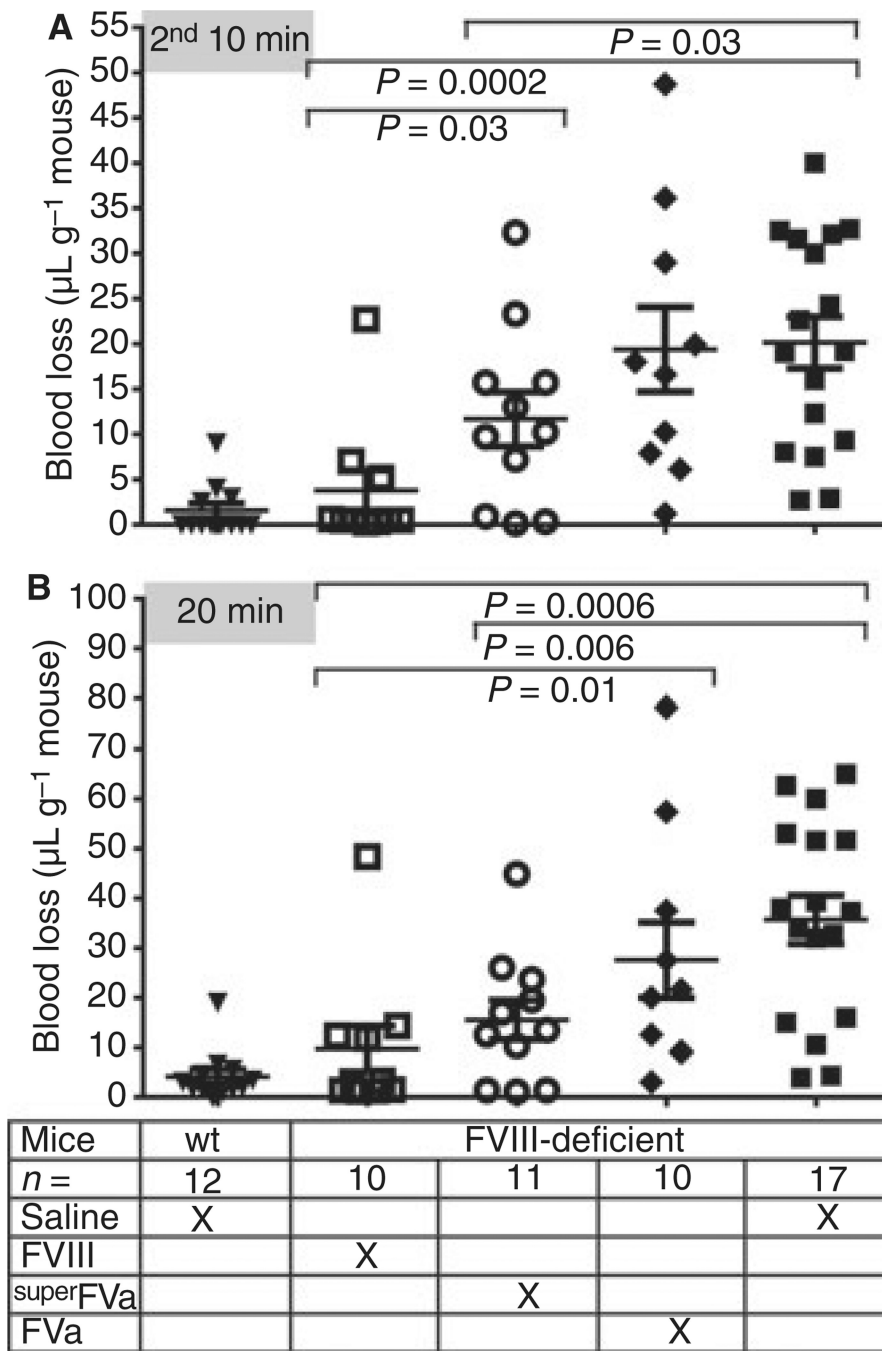 A
2nd 10 min
Blood loss (µL g–1 mouse)
55
50
45
40
35
30
25
20
15
10
5
0
P = 0.03
P = 0.0002
P = 0.03
B
20 min
Blood loss (µL g–1 mouse)
100
90
80
70
60
50
40
30
20
10
0
P = 0.0006
P = 0.006
P = 0.01
Mice wt FVIII-deficient
n = 12 10 11 10 17
Saline X X
FVIII X
superFVa X
FVa X